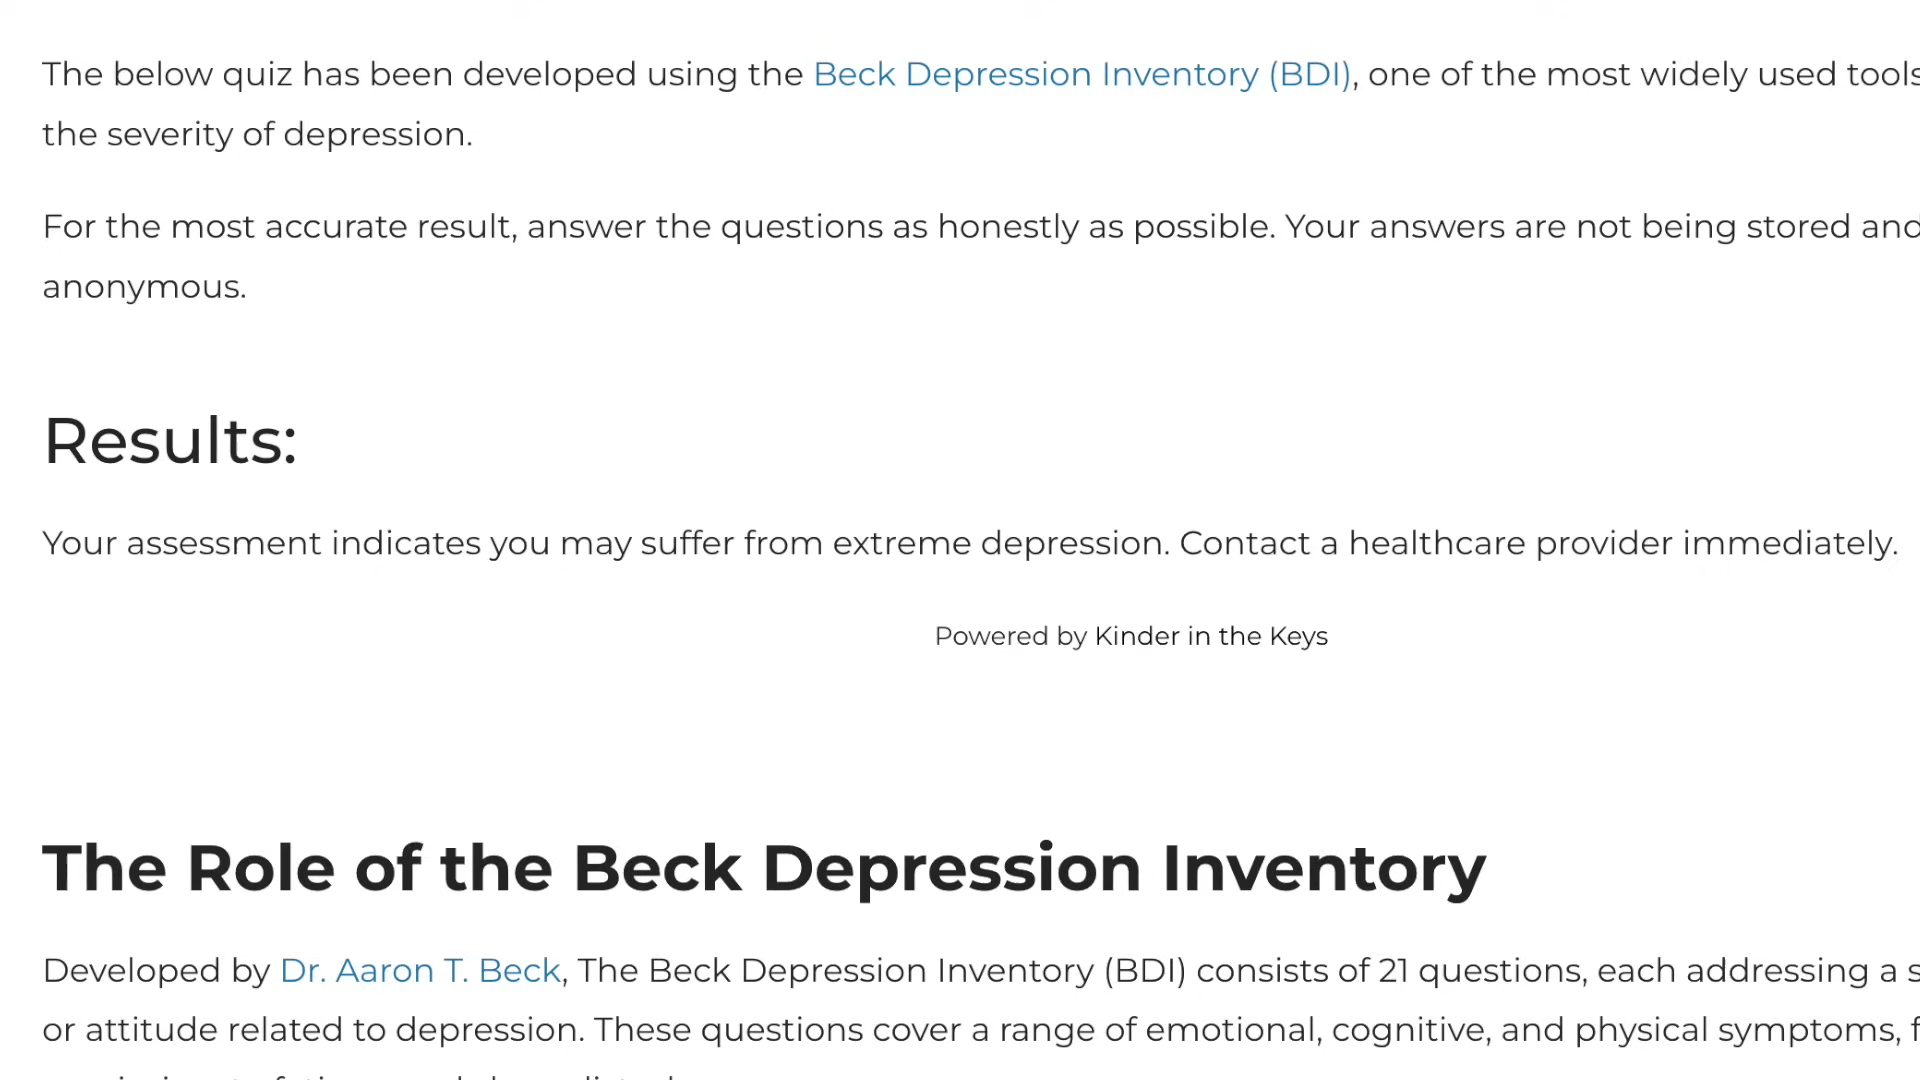 The below quiz has been developed using the Beck Depression Inventory (BDI), one of the most widely used tools
the severity of depression.
For the most accurate result, answer the questions as honestly as possible. Your answers are not being stored and
anonymous.
Results:
Your assessment indicates you may suffer from extreme depression. Contact a healthcare provider immediately.
Powered by Kinder in the Keys
The Role of the Beck Depression Inventory
Developed by Dr. Aaron T. Beck, The Beck Depression Inventory (BDI) consists of 21 questions, each addressing a s
or attitude related to depression. These questions cover a range of emotional, cognitive, and physical symptoms, f